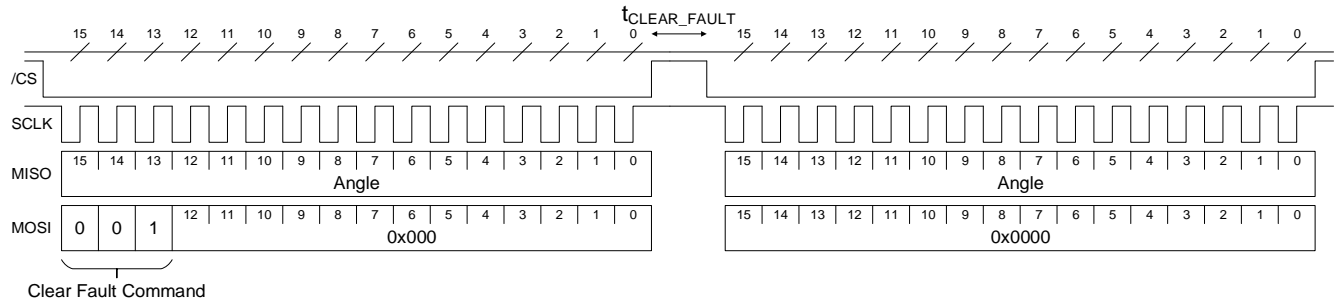 tCLEAR_FAULT
15 14 13 12 11 10 9 8 7 6 5 4 3 2 1 0 15 14 13 12 11 10 9 8 7 6 5 4 3 2 1 0
/CS
SCLK
15 14 13 12 11 10 9 8 7 6 5 4 3 2 1 0 15 14 13 12 11 10 9 8 7 6 5 4 3 2 1 0
MISO
Angle Angle
12 11 10 9 8 7 6 5 4 3 2 1 0 15 14 13 12 11 10 9 8 7 6 5 4 3 2 1 0
MOSI 0 0 1
0x000 0x0000
Clear Fault Command